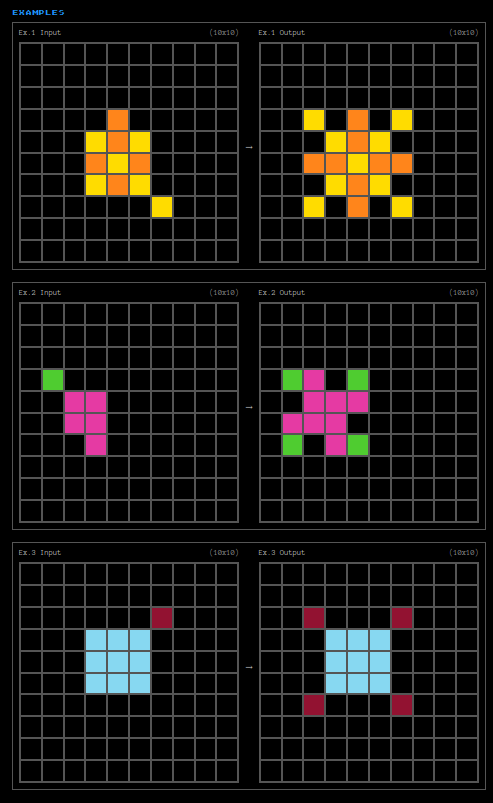 EXAMPLES
Ex.1 Input (10x10) Ex.1 Output (10x10)
→
Ex.2 Input (10x10) Ex.2 Output (10x10)
→
Ex.3 Input (10x10) Ex.3 Output (10x10)
→